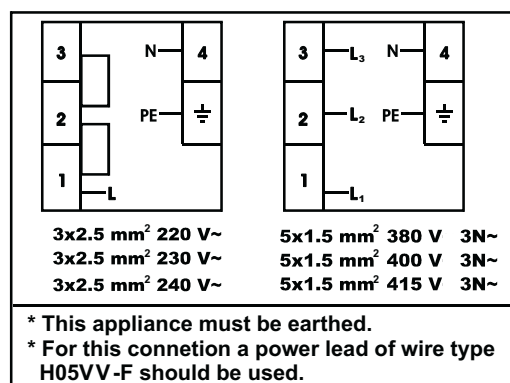 3 N 4 3 L₃ N 4
2 PE 2 L₂ PE
1 L 1 L₁
3x2.5 mm² 220 V~ 5x1.5 mm² 380 V 3N~
3x2.5 mm² 230 V~ 5x1.5 mm² 400 V 3N~
3x2.5 mm² 240 V~ 5x1.5 mm² 415 V 3N~
* This appliance must be earthed.
* For this connetion a power lead of wire type
H05VV-F should be used.